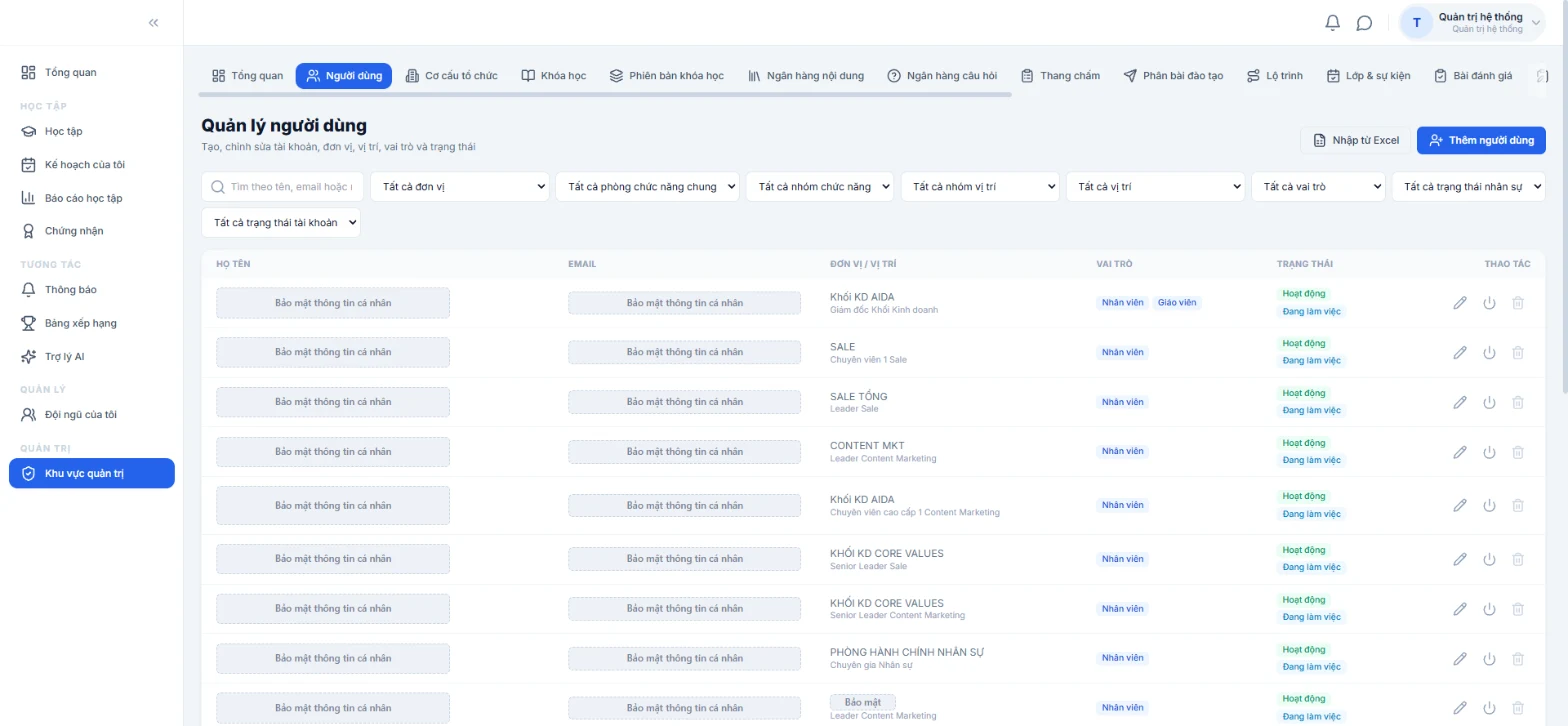 T
Quản trị hệ thống
Quản trị hệ thống
Tổng quan
HỌC TẬP
Học tập
Kế hoạch của tôi
Báo cáo học tập
Chứng nhận
TƯƠNG TÁC
Thông báo
Bảng xếp hạng
Trợ lý AI
QUẢN LÝ
Đội ngũ của tôi
QUẢN TRỊ
Khu vực quản trị
Tổng quan Người dùng Cơ cấu tổ chức Khóa học Phiên bản khóa học Ngân hàng nội dung Ngân hàng câu hỏi Thang chấm Phân bài đào tạo Lộ trình Lớp & sự kiện Bài đánh giá
Quản lý người dùng
Tạo, chỉnh sửa tài khoản, đơn vị, vị trí, vai trò và trạng thái
Nhập từ Excel Thêm người dùng
Tìm theo tên, email hoặc Tất cả đơn vị Tất cả phòng chức năng chung Tất cả nhóm chức năng Tất cả nhóm vị trí Tất cả vị trí Tất cả vai trò Tất cả trạng thái nhân sự
Tất cả trạng thái tài khoản
HỌ TÊN EMAIL ĐƠN VỊ / VỊ TRÍ VAI TRÒ TRẠNG THÁI THAO TÁC
Bảo mật thông tin cá nhân Bảo mật thông tin cá nhân Khối KD AIDA Nhân viên Giáo viên Hoạt động
Giám đốc Khối Kinh doanh Đang làm việc
Bảo mật thông tin cá nhân Bảo mật thông tin cá nhân SALE Nhân viên Hoạt động
Chuyên viên 1 Sale Đang làm việc
Bảo mật thông tin cá nhân Bảo mật thông tin cá nhân SALE TỔNG Nhân viên Hoạt động
Leader Sale Đang làm việc
Bảo mật thông tin cá nhân Bảo mật thông tin cá nhân CONTENT MKT Nhân viên Hoạt động
Leader Content Marketing Đang làm việc
Bảo mật thông tin cá nhân Bảo mật thông tin cá nhân Khối KD AIDA Nhân viên Hoạt động
Chuyên viên cao cấp 1 Content Marketing Đang làm việc
Bảo mật thông tin cá nhân Bảo mật thông tin cá nhân KHỐI KD CORE VALUES Nhân viên Hoạt động
Senior Leader Sale Đang làm việc
Bảo mật thông tin cá nhân Bảo mật thông tin cá nhân KHỐI KD CORE VALUES Nhân viên Hoạt động
Senior Leader Content Marketing Đang làm việc
Bảo mật thông tin cá nhân Bảo mật thông tin cá nhân PHÒNG HÀNH CHÍNH NHÂN SỰ Nhân viên Hoạt động
Chuyên gia Nhân sự Đang làm việc
Bảo mật thông tin cá nhân Bảo mật thông tin cá nhân Bảo mật Nhân viên Hoạt động
Leader Content Marketing Đang làm việc